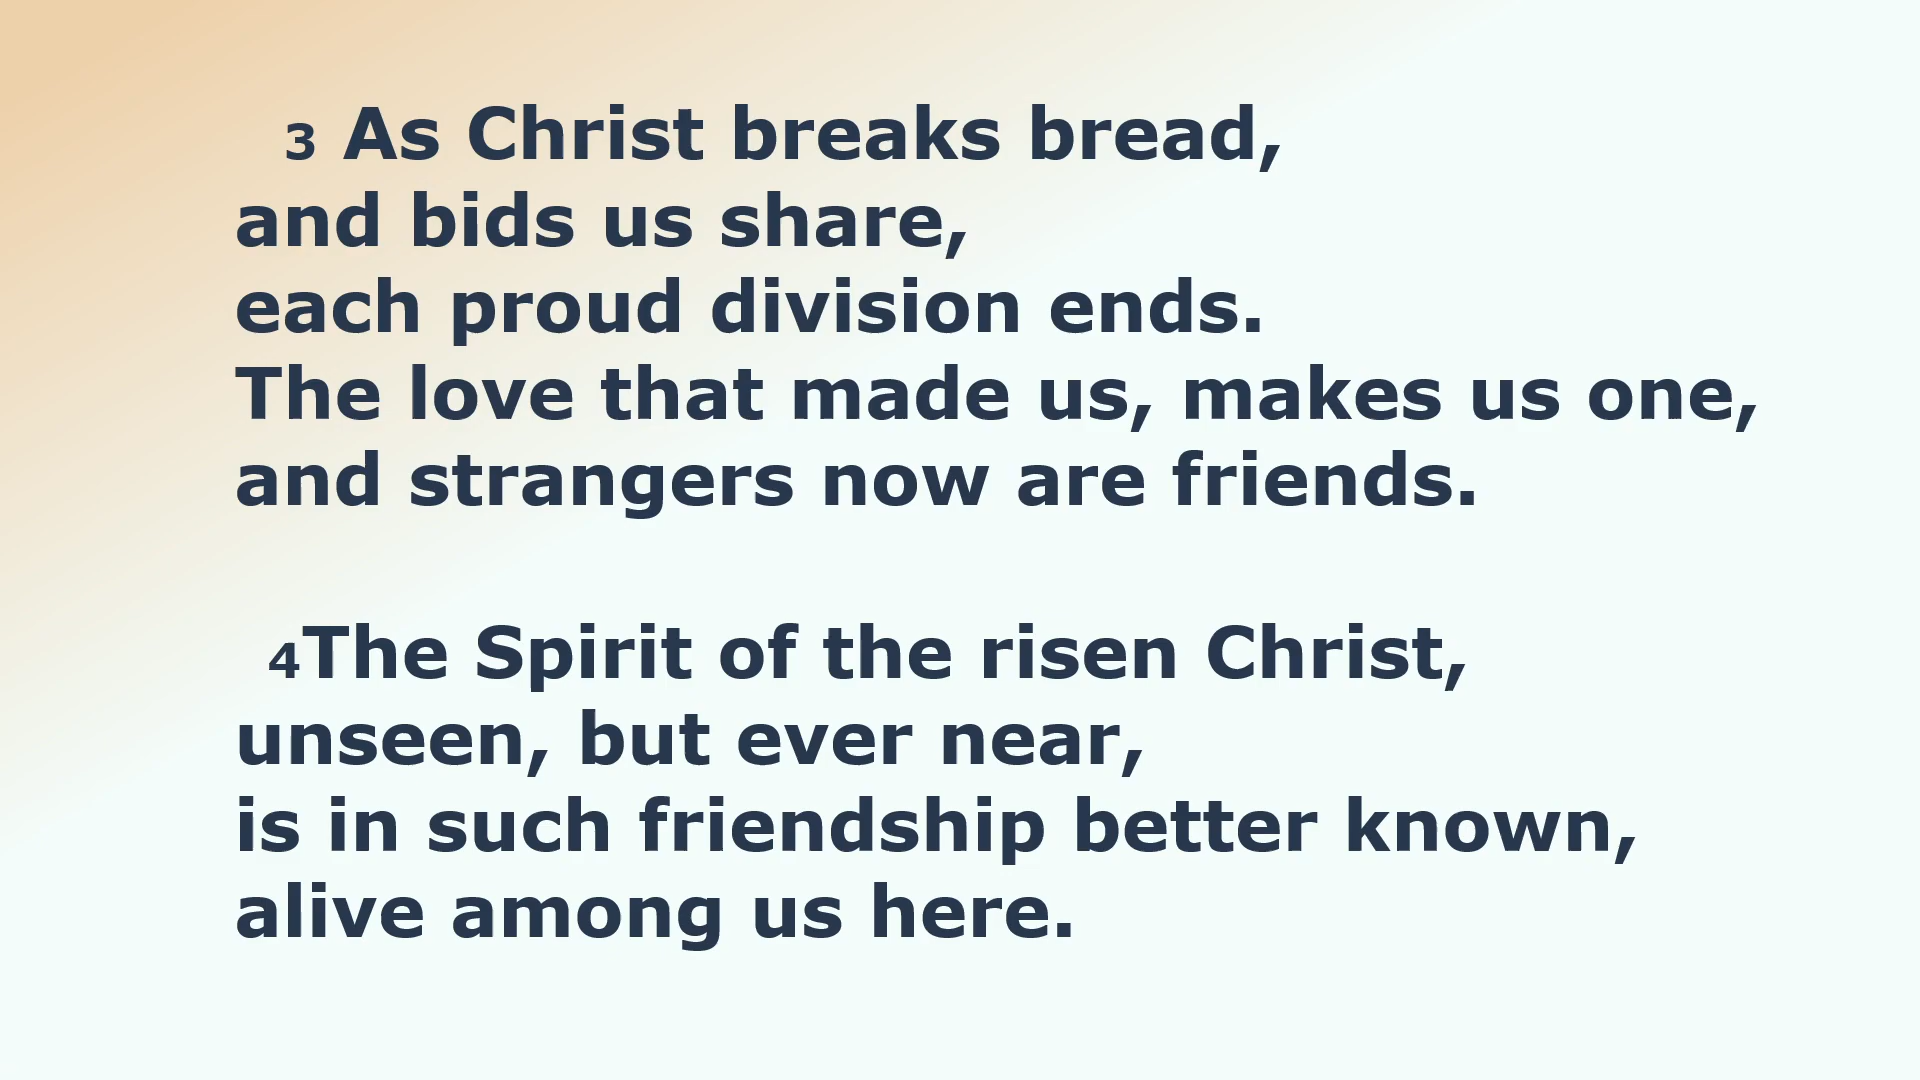 3 As Christ breaks bread,
and bids us share,
each proud division ends.
The love that made us, makes us one,
and strangers now are friends.
4The Spirit of the risen Christ,
unseen, but ever near,
is in such friendship better known,
alive among us here.